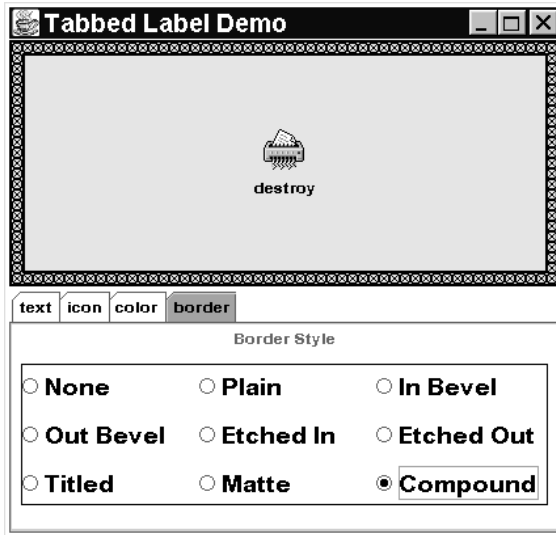 Tabbed Label Demo
destroy
text icon color border
Border Style
None Plain In Bevel
Out Bevel Etched In Etched Out
Titled Matte Compound